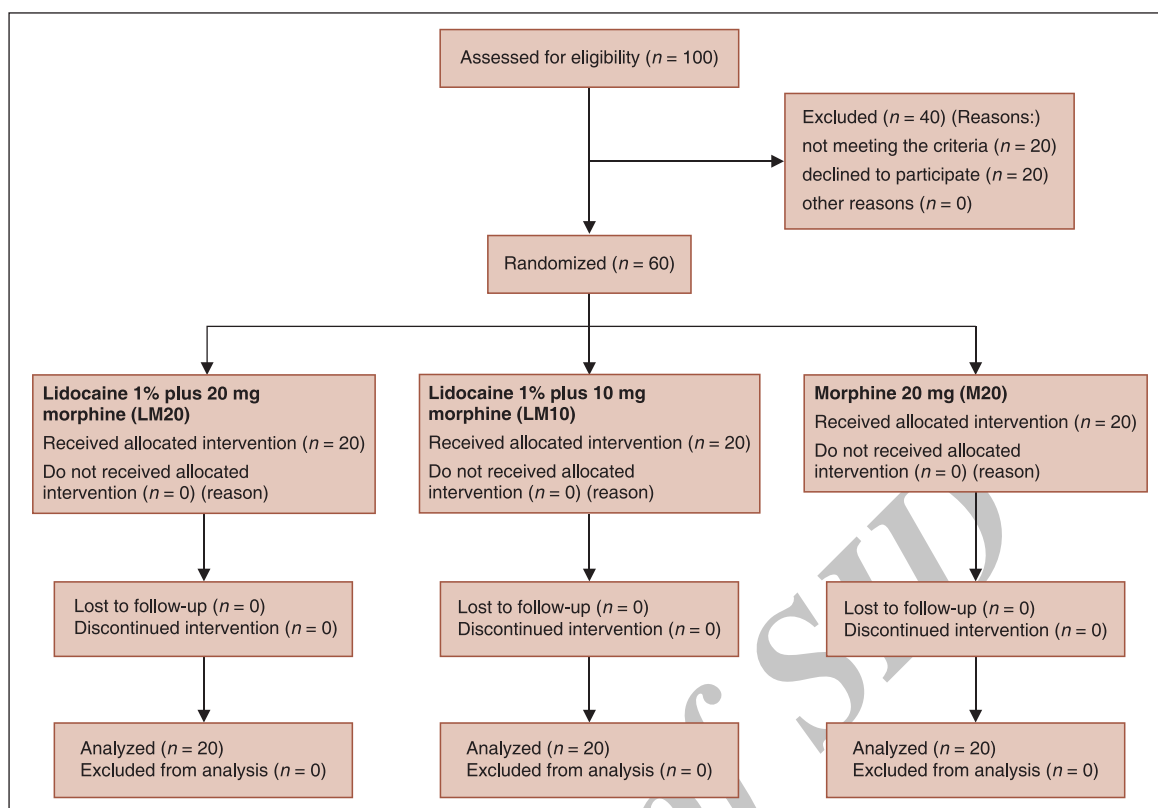 Assessed for eligibility (n = 100)
Excluded (n = 40) (Reasons:)
not meeting the criteria (n = 20)
declined to participate (n = 20)
other reasons (n = 0)
Randomized (n = 60)
Lidocaine 1% plus 20 mg
morphine (LM20)
Received allocated intervention (n = 20)
Do not received allocated
intervention (n = 0) (reason)
Lidocaine 1% plus 10 mg
morphine (LM10)
Received allocated intervention (n = 20)
Do not received allocated
intervention (n = 0) (reason)
Morphine 20 mg (M20)
Received allocated intervention (n = 20)
Do not received allocated
intervention (n = 0) (reason)
Lost to follow-up (n = 0)
Discontinued intervention (n = 0)
Lost to follow-up (n = 0)
Discontinued intervention (n = 0)
Lost to follow-up (n = 0)
Discontinued intervention (n = 0)
Analyzed (n = 20)
Excluded from analysis (n = 0)
Analyzed (n = 20)
Excluded from analysis (n = 0)
Analyzed (n = 20)
Excluded from analysis (n = 0)
of SID